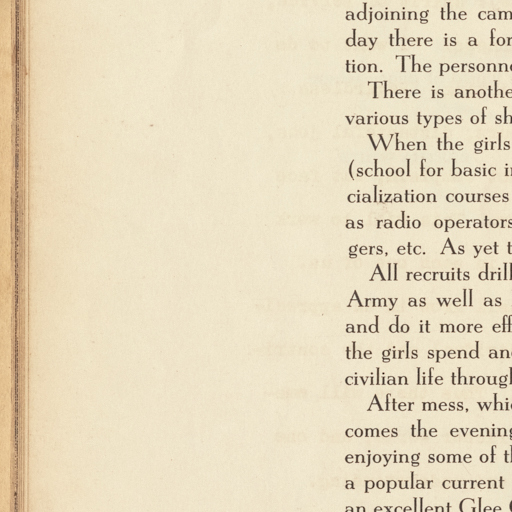 adjoining the cam
day there is a for
tion. The personne
There is anothe
various types of sh
When the girls
(school for basic i
cialization courses
as radio operators
gers, etc. As yet t
All recruits drill
Army as well as
and do it more eff
the girls spend an
civilian life throug
After mess, whi
comes the evening
enjoying some of t
a popular current
an excellent Glee